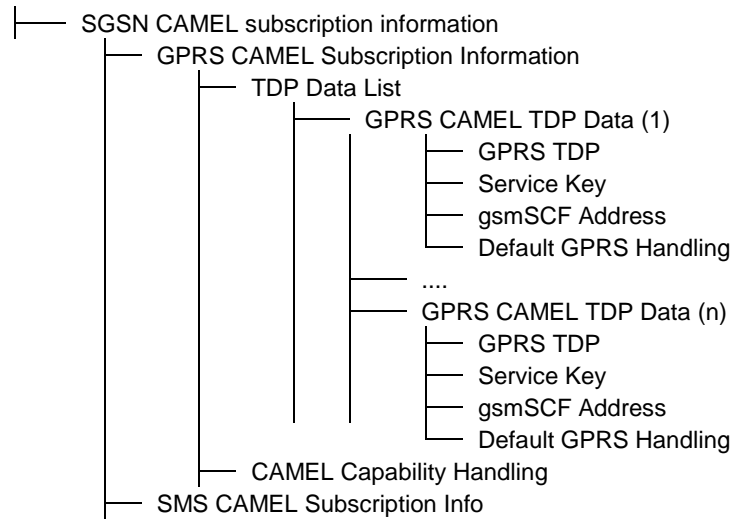 SGSN CAMEL subscription information
GPRS CAMEL Subscription Information
TDP Data List
GPRS CAMEL TDP Data (1)
GPRS TDP
Service Key
gsmSCF Address
Default GPRS Handling
....
GPRS CAMEL TDP Data (n)
GPRS TDP
Service Key
gsmSCF Address
Default GPRS Handling
CAMEL Capability Handling
SMS CAMEL Subscription Info